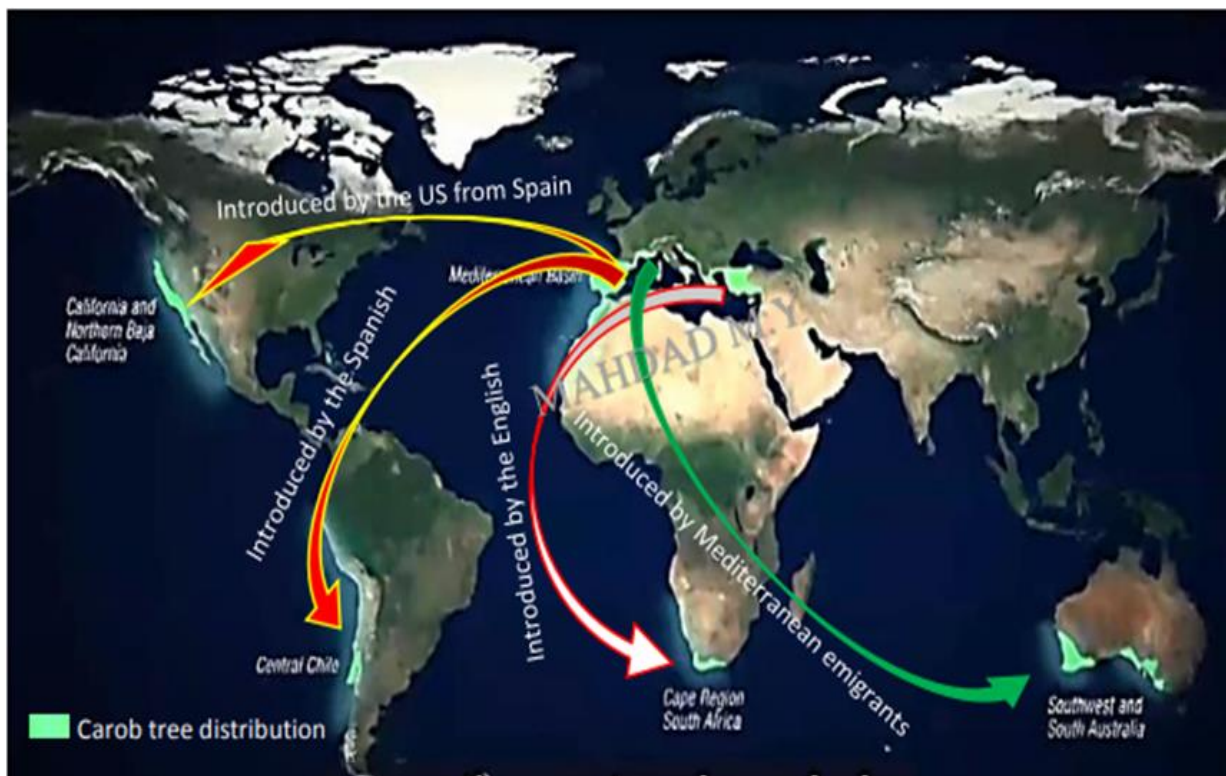 Introduced by the US from Spain
Mediterranean Basin
California and
Northern Baja
California
Introduced by the Spanish
MAHDAD M.Y.
Introduced by the English
Introduced by Mediterranean emigrants
Central Chile
Cape Region
South Africa
Southwest and
South Australia
Carob tree distribution